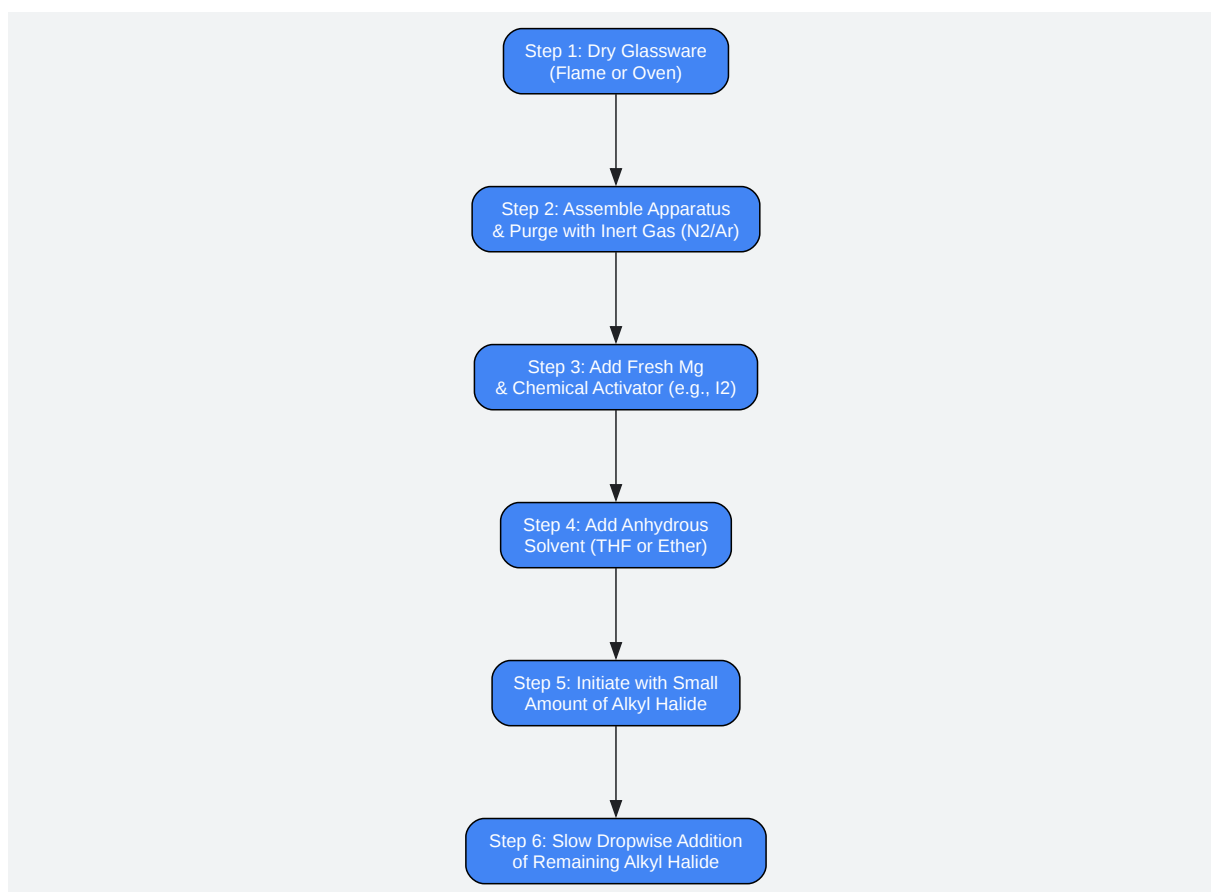 Step 1: Dry Glassware
(Flame or Oven)
Step 2: Assemble Apparatus
& Purge with Inert Gas (N2/Ar)
Step 3: Add Fresh Mg
& Chemical Activator (e.g., I2)
Step 4: Add Anhydrous
Solvent (THF or Ether)
Step 5: Initiate with Small
Amount of Alkyl Halide
Step 6: Slow Dropwise Addition
of Remaining Alkyl Halide